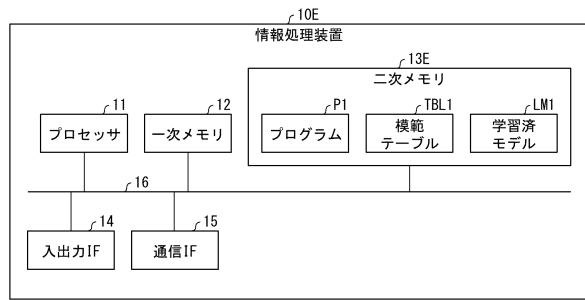 10E
情報処理装置
13E
二次メモリ
11
プロセッサ
12
一次メモリ
P1
プログラム
TBL1
模範
テーブル
LM1
学習済
モデル
16
14
入出力IF
15
通信IF